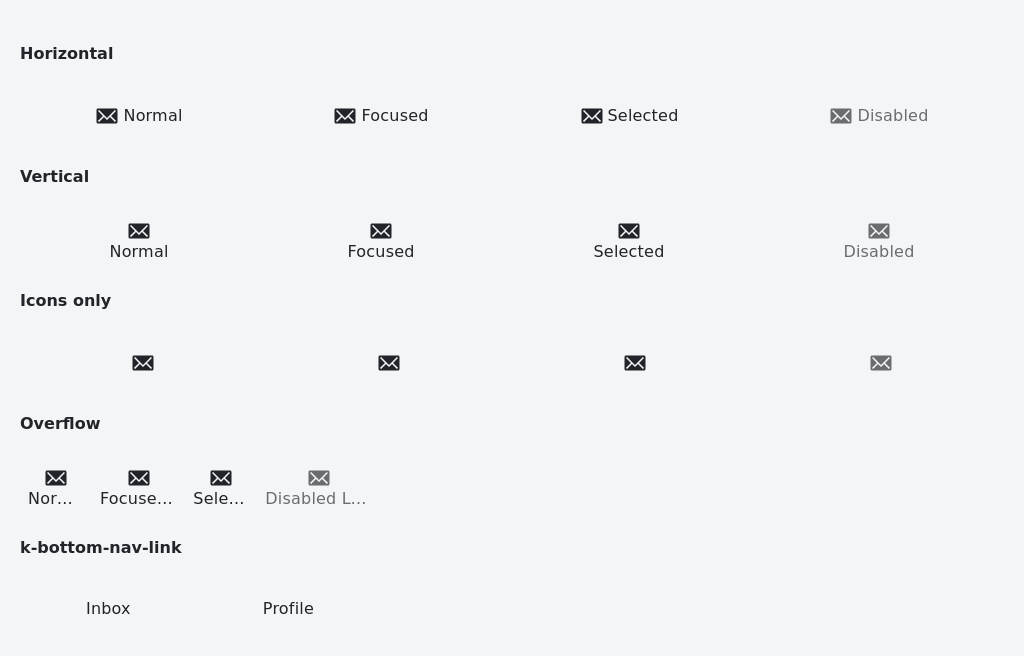 Horizontal
Normal Focused Selected Disabled
Vertical
Normal Focused Selected Disabled
Icons only
Overflow
Nor... Focuse... Sele... Disabled L...
k-bottom-nav-link
Inbox Profile